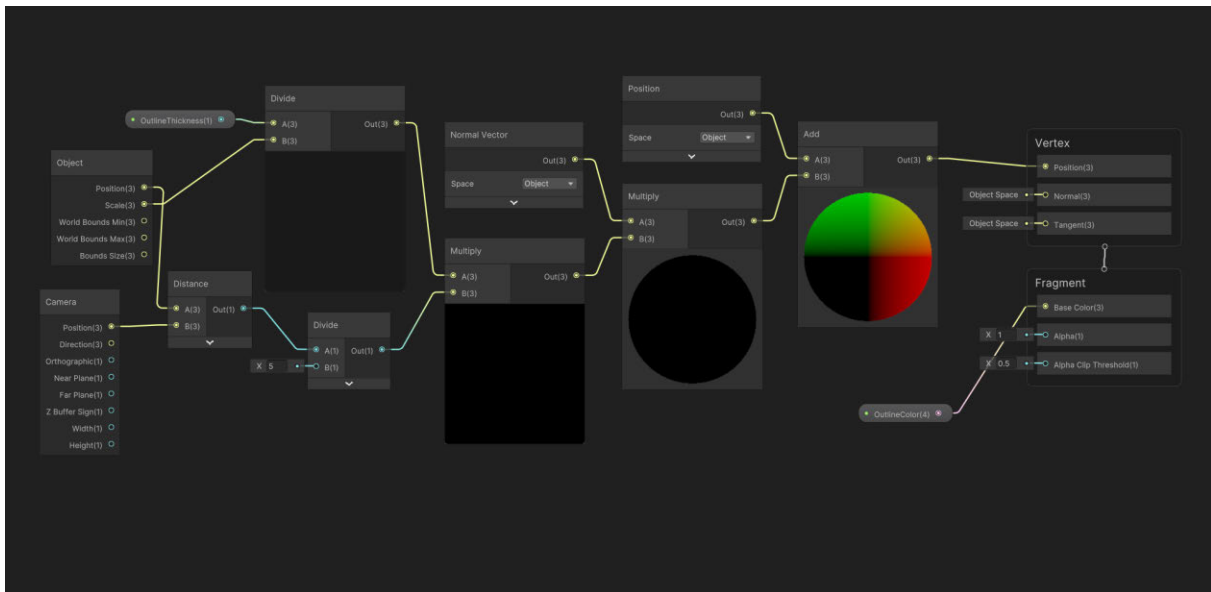 OutlineThickness(1)
Divide
A(3) Out(3)
B(3)
Object
Position(3)
Scale(3)
World Bounds Min(3)
World Bounds Max(3)
Bounds Size(3)
Camera
Position(3)
Direction(3)
Orthographic(1)
Near Plane(1)
Far Plane(1)
Z Buffer Sign(1)
Width(1)
Height(1)
Distance
A(3) Out(1)
B(3)
Divide
A(1) Out(1)
X 5 B(1)
Normal Vector
Out(3)
Space Object
Multiply
A(3) Out(3)
B(3)
Position
Out(3)
Space Object
Multiply
A(3) Out(3)
B(3)
Add
A(3) Out(3)
B(3)
Vertex
Position(3)
Object Space Normal(3)
Object Space Tangent(3)
Fragment
Base Color(3)
X 1 Alpha(1)
X 0.5 Alpha Clip Threshold(1)
OutlineColor(4)